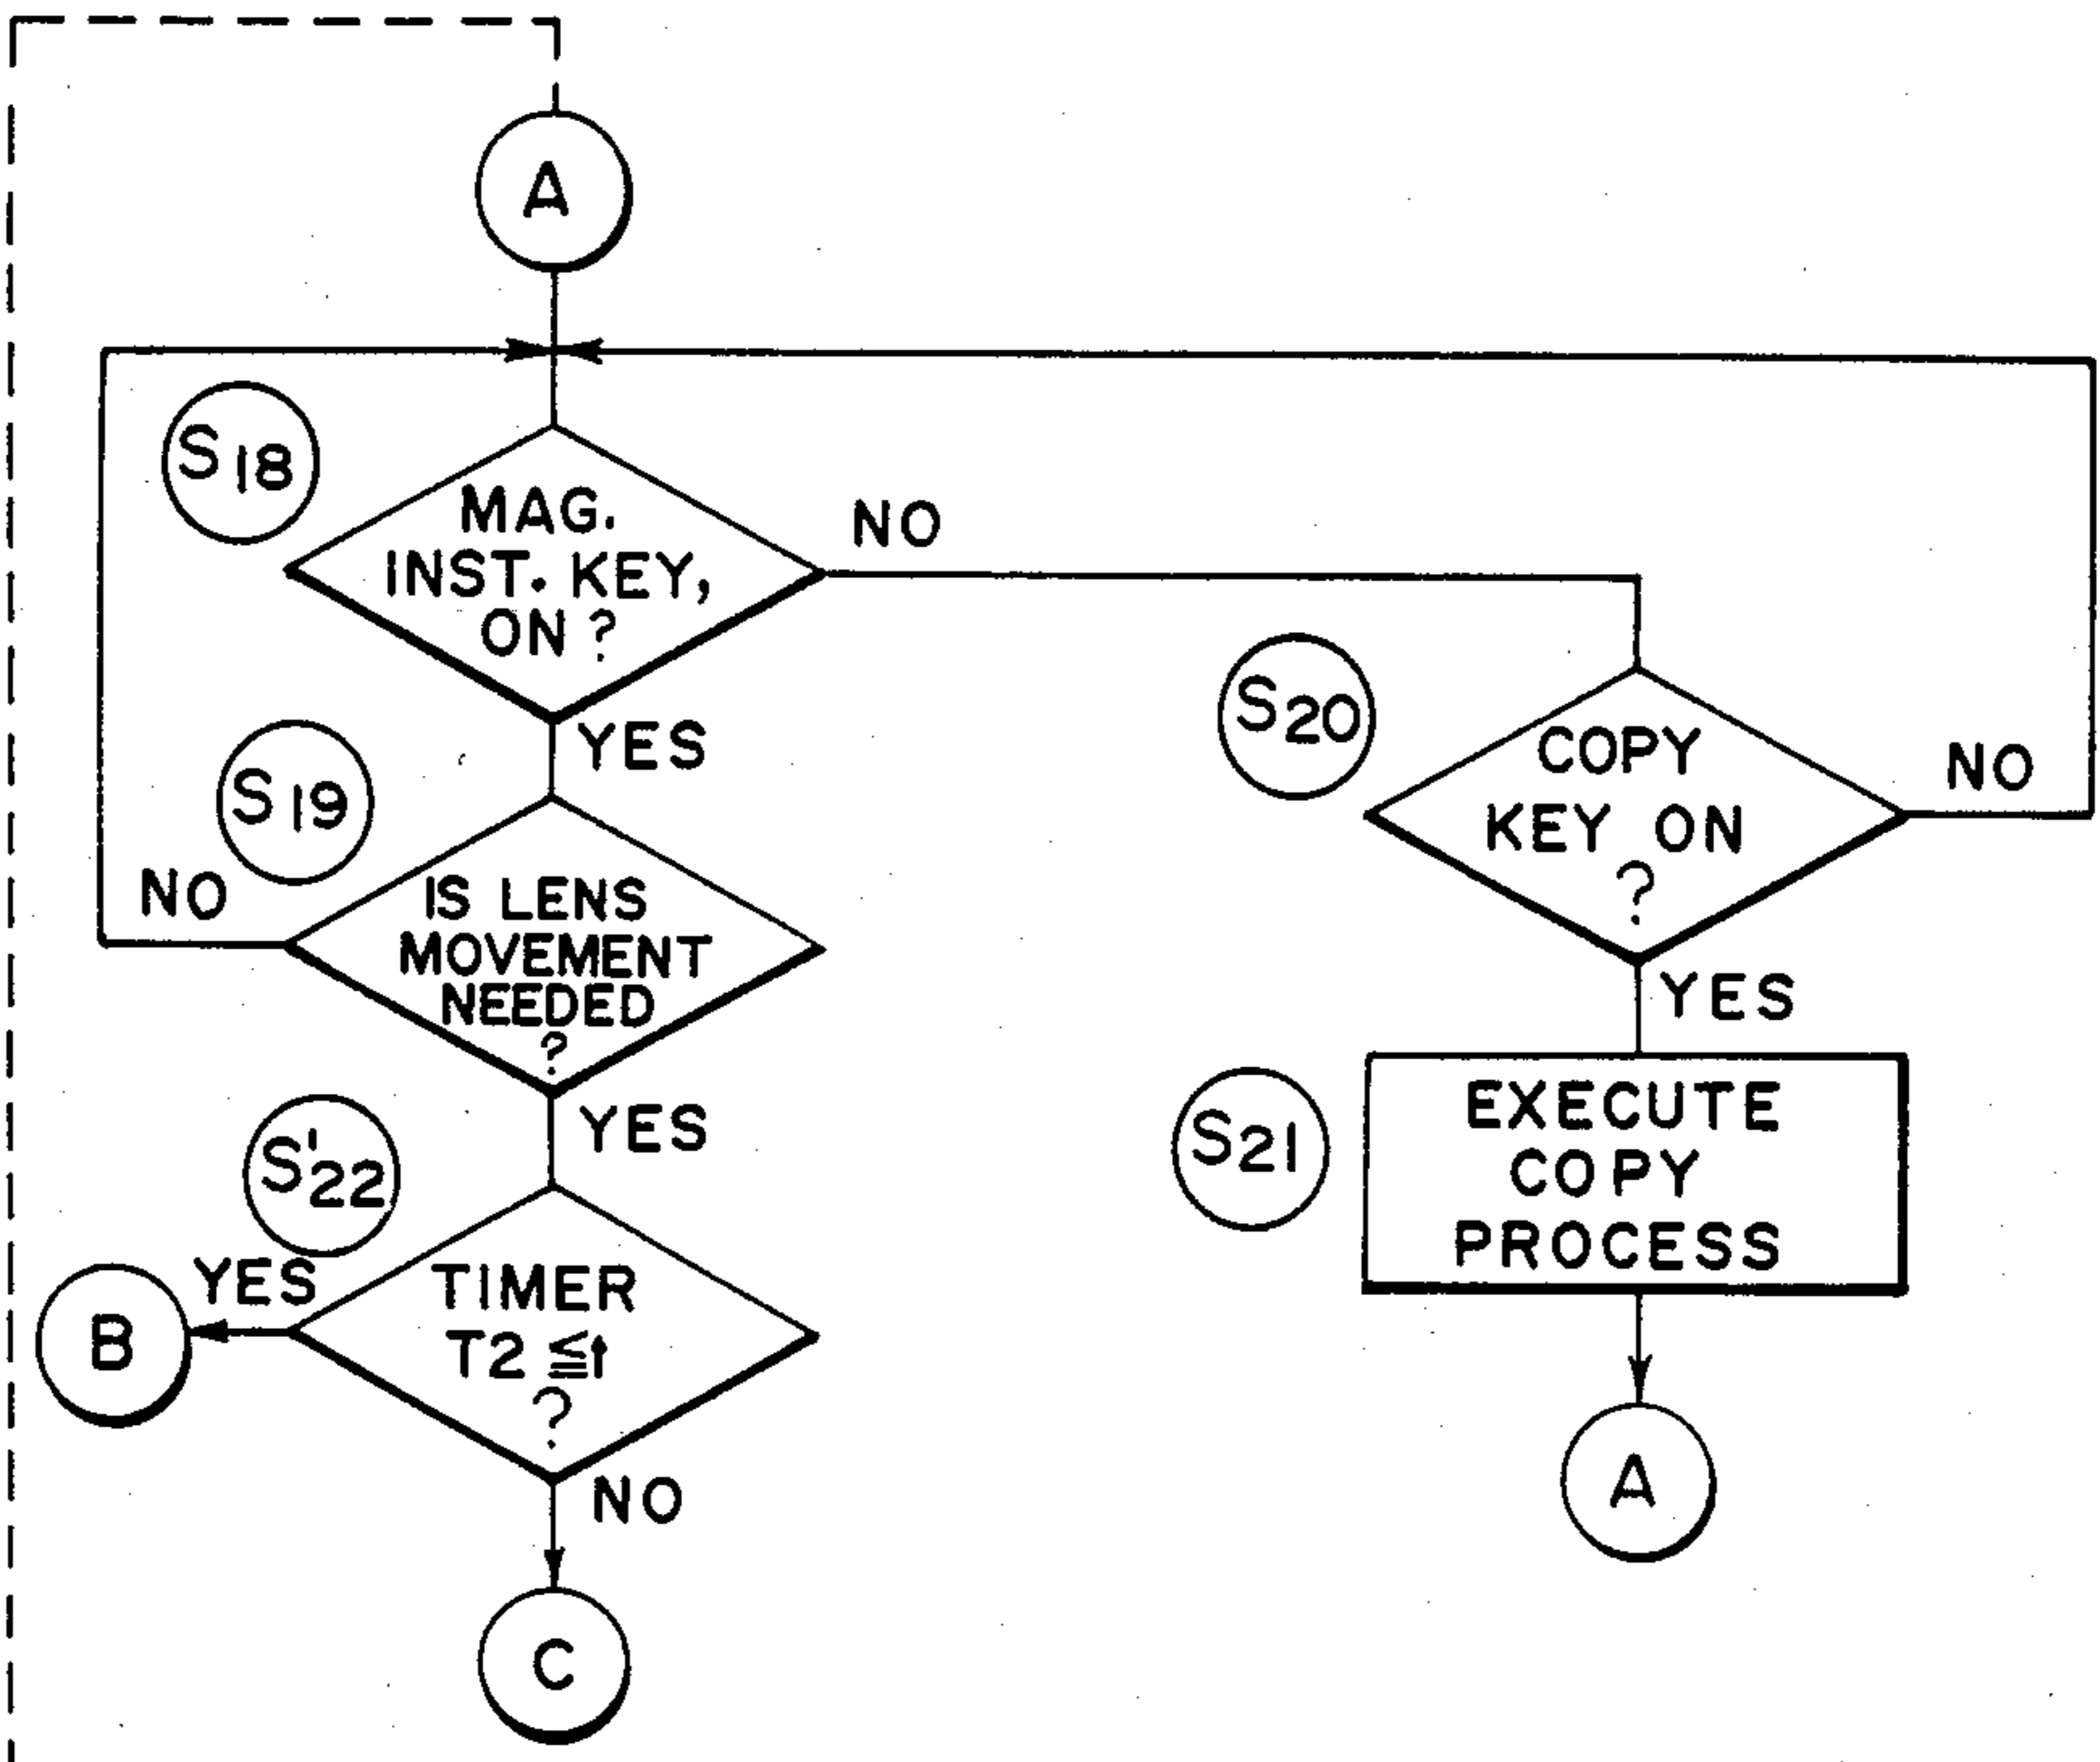 A
S18
MAG.
INST. KEY,
ON ?
NO
YES
S19
IS LENS
MOVEMENT
NEEDED
?
NO
YES
S'22
TIMER
T2 ≦t
?
YES
B
NO
C
S20
COPY
KEY ON
?
NO
YES
S21
EXECUTE
COPY
PROCESS
A